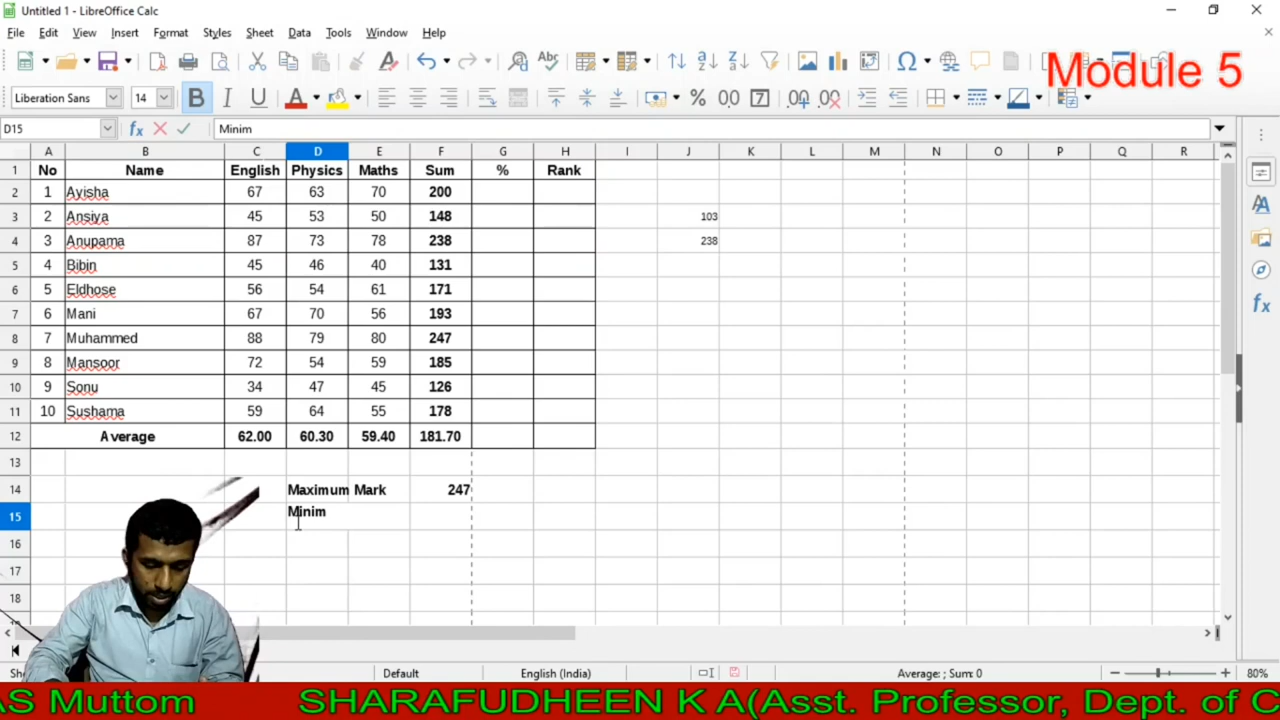 Untitled 1 - LibreOffice Calc
File Edit View Insert Format Styles Sheet Data Tools Window Help
Module 5
Liberation Sans 14
D15 Minim
A B C D E F G H I J K L M N O P Q R
1 No Name English Physics Maths Sum % Rank
2 1 Ayisha 67 63 70 200
3 2 Ansiya 45 53 50 148 103
4 3 Anupama 87 73 78 238 238
5 4 Bibin 45 46 40 131
6 5 Eldhose 56 54 61 171
7 6 Mani 67 70 56 193
8 7 Muhammed 88 79 80 247
9 8 Mansoor 72 54 59 185
10 9 Sonu 34 47 45 126
11 10 Sushama 59 64 55 178
12 Average 62.00 60.30 59.40 181.70
13
14 Maximum Mark 247
15 Minim
16
17
18
Default English (India) Average: ; Sum: 0 80%
AS Muttom SHARAFUDHEEN K A(Asst. Professor, Dept. of C